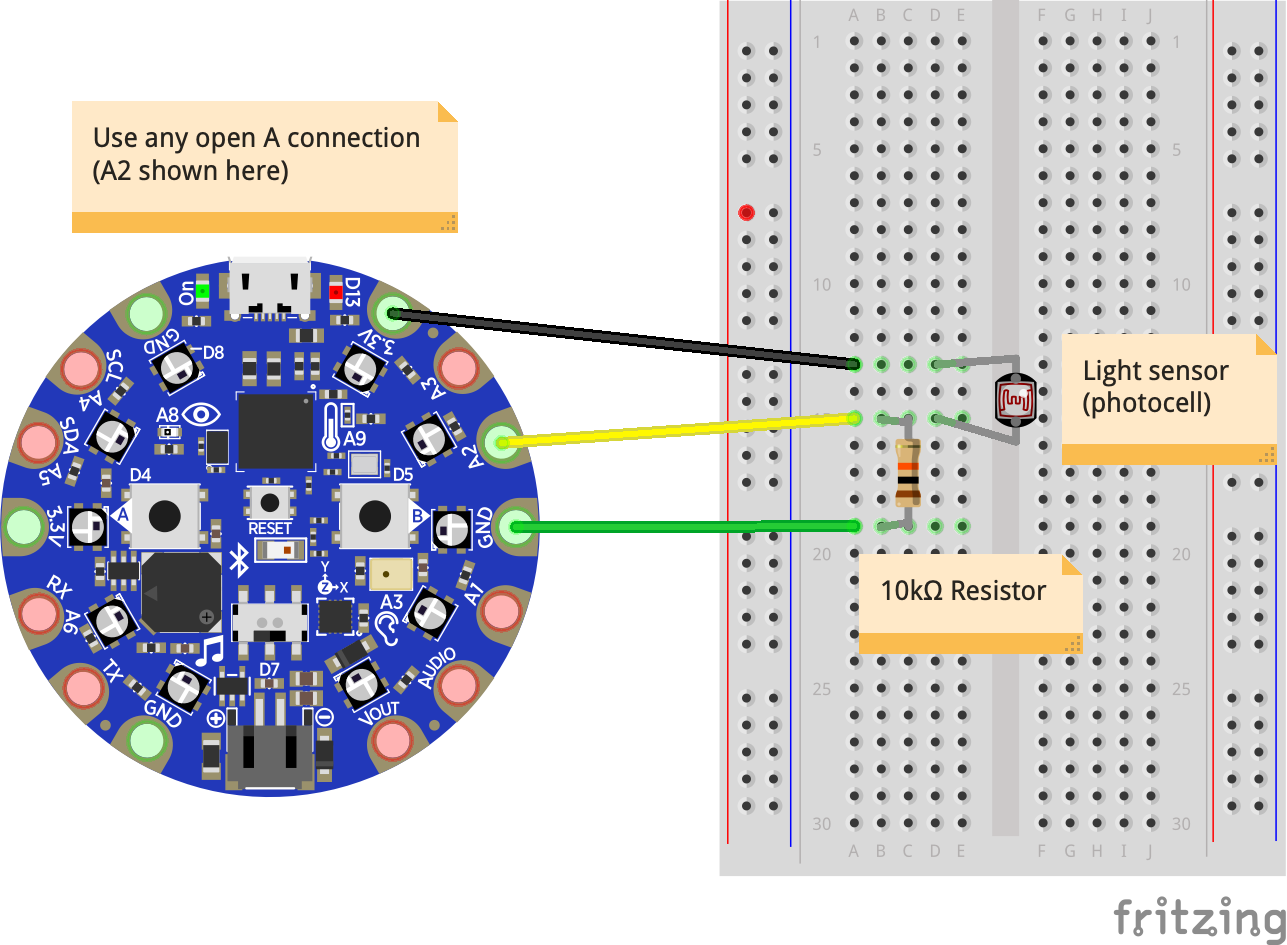 A B C D E F G H I J
1 1
5 5
Use any open A connection
(A2 shown here)
10 10
On
D13
GND
D8
3.3V
SCL
A4
A3
A8
A9
SDA
A5
A2
Light sensor
(photocell)
D4
D5
3.3V
A
RESET
B
GND
20 20
Y
Z X
RX
A6
A3
A1
10kΩ Resistor
TX
D7
AUDIO
GND
VOUT
25 25
30 30
A B C D E F G H I J
fritzing